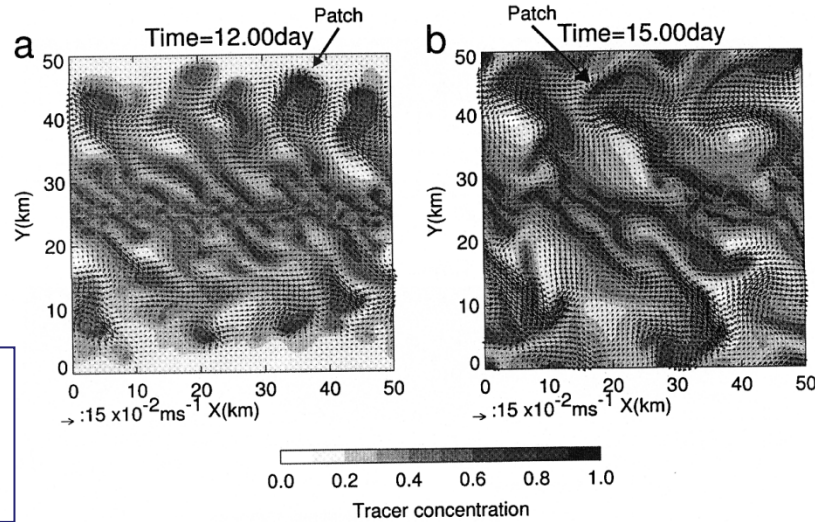 Patch
Patch
a Time=12.00day
b Time=15.00day
50
40
30
20
10
0
Y(km)
0 10 20 30 40 50
→ :15 x10⁻²ms⁻¹ X(km)
50
40
30
20
10
0
Y(km)
0 10 20 30 40 50
→ :15 x10⁻²ms⁻¹ X(km)
0.0 0.2 0.4 0.6 0.8 1.0
Tracer concentration